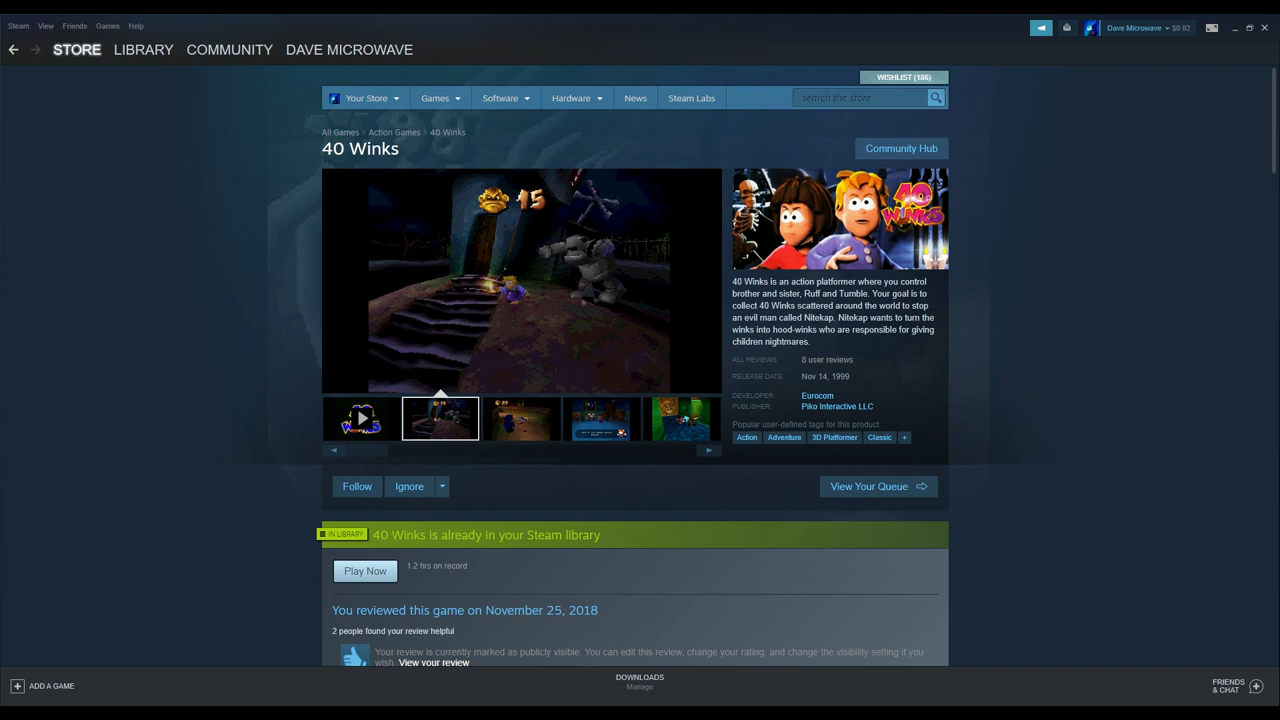 Steam View Friends Games Help
Dave Microwave $0.02
STORE LIBRARY COMMUNITY DAVE MICROWAVE
WISHLIST (186)
Your Store Games Software Hardware News Steam Labs search the store
All Games > Action Games > 40 Winks
40 Winks
Community Hub
15
40 WINKS
40 Winks is an action platformer where you control
brother and sister, Ruff and Tumble. Your goal is to
collect 40 Winks scattered around the world to stop
an evil man called Nitekap. Nitekap wants to turn the
winks into hood-winks who are responsible for giving
children nightmares.
ALL REVIEWS: 8 user reviews
RELEASE DATE: Nov 14, 1999
DEVELOPER: Eurocom
PUBLISHER: Piko Interactive LLC
Popular user-defined tags for this product:
Action Adventure 3D Platformer Classic +
Follow Ignore View Your Queue
IN LIBRARY 40 Winks is already in your Steam library
Play Now 1.2 hrs on record
You reviewed this game on November 25, 2018
2 people found your review helpful
Your review is currently marked as publicly visible. You can edit this review, change your rating, and change the visibility setting if you
wish. View your review
ADD A GAME
DOWNLOADS
Manage
FRIENDS
& CHAT